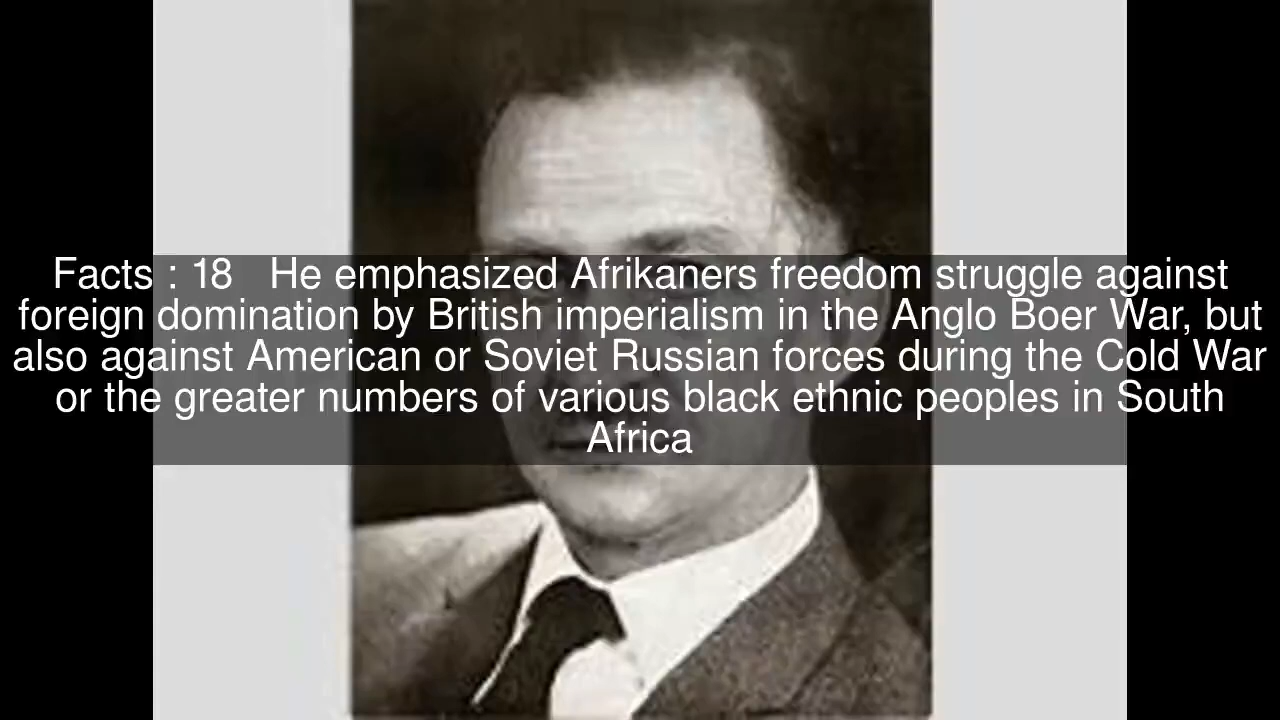 Facts : 18   He emphasized Afrikaners freedom struggle against
foreign domination by British imperialism in the Anglo Boer War, but
also against American or Soviet Russian forces during the Cold War
or the greater numbers of various black ethnic peoples in South
Africa